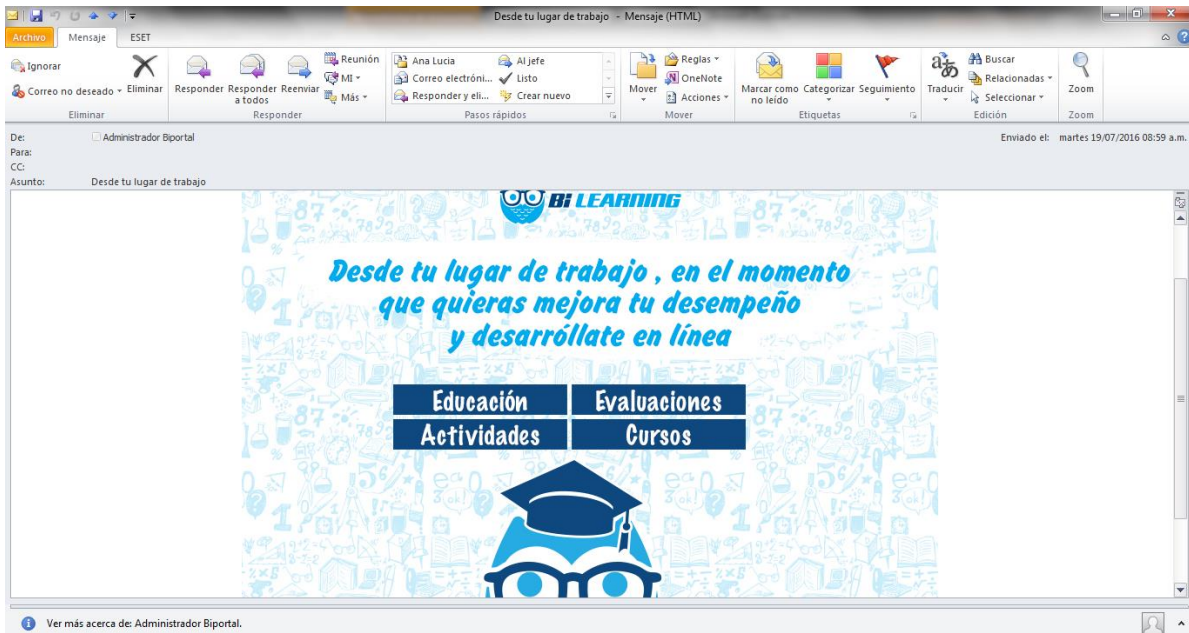 Desde tu lugar de trabajo - Mensaje (HTML)
Archivo Mensaje ESET
Ignorar
Correo no deseado
Eliminar
Responder
Responder a todos
Reenviar
Reunión
MI
Más
Ana Lucia
Correo electróni...
Responder y eli...
Al jefe
Listo
Crear nuevo
Mover
Reglas
OneNote
Acciones
Marcar como no leído
Categorizar
Seguimiento
Traducir
Buscar
Relacionadas
Seleccionar
Zoom
Eliminar Responder Pasos rápidos Mover Etiquetas Edición Zoom
De: Administrador Biportal
Enviado el: martes 19/07/2016 08:59 a.m.
Para:
CC:
Asunto: Desde tu lugar de trabajo
Bi LEARNING
Desde tu lugar de trabajo , en el momento
que quieras mejora tu desempeño
y desarróllate en línea
Educación Evaluaciones
Actividades Cursos
Ver más acerca de: Administrador Biportal.